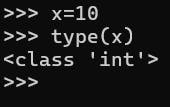 >>> x=10
>>> type(x)
<class 'int'>
>>>